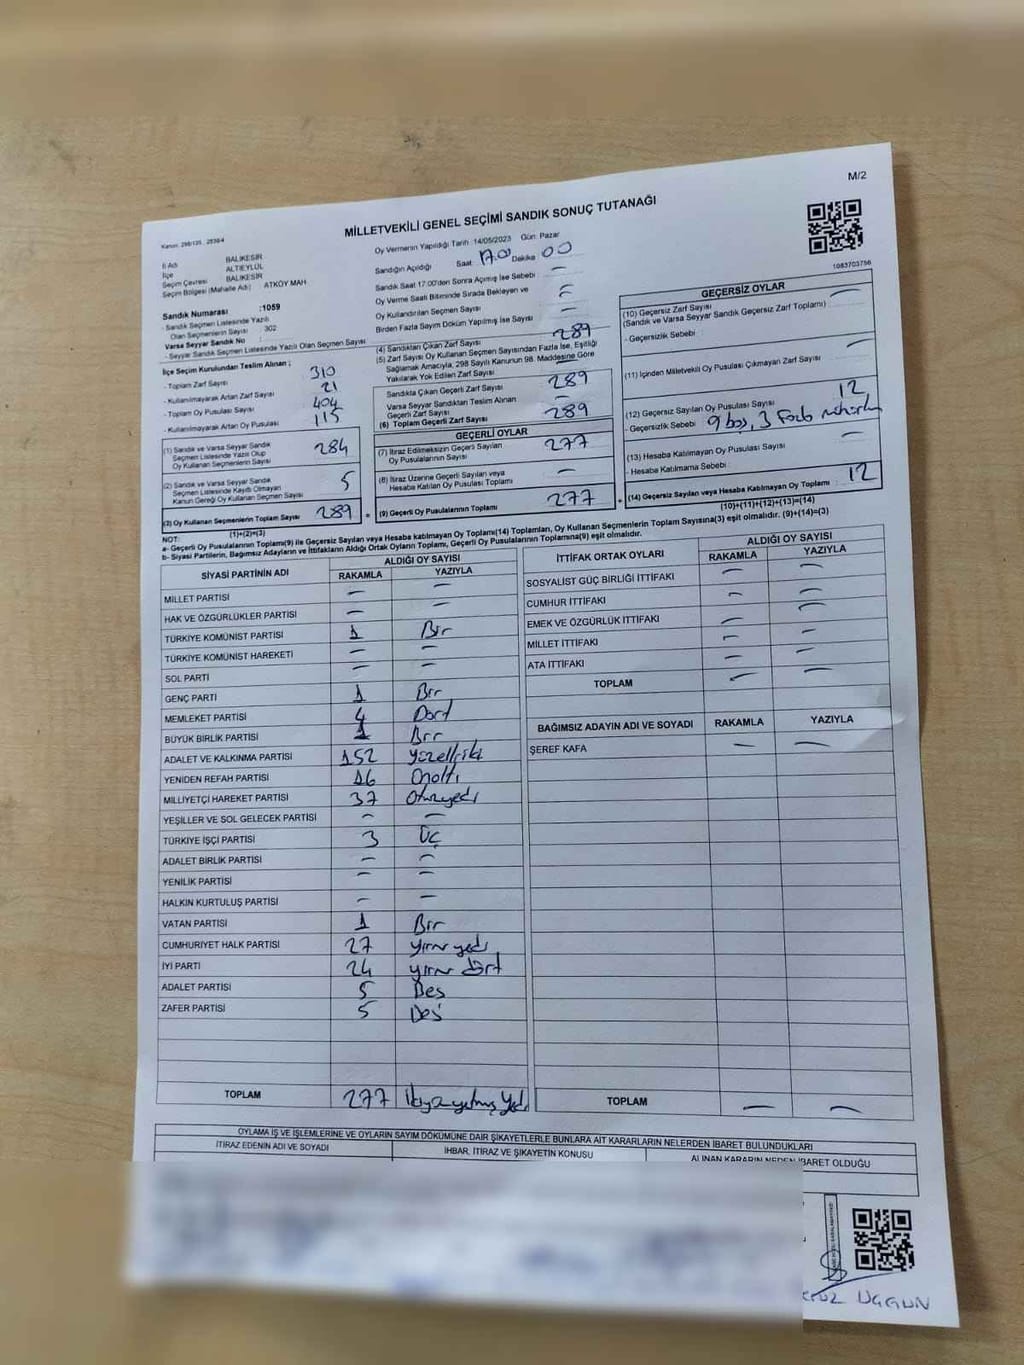 M/2
Kanun: 298/135 , 2839/4
MİLLETVEKİLİ GENEL SEÇİMİ SANDIK SONUÇ TUTANAĞI
1083703756
İl Adı BALIKESİR
İlçe ALTIEYLÜL
Seçim Çevresi BALIKESİR
Seçim Bölgesi (Mahalle Adı) ATKÖY MAH
Sandık Numarası :1059
- Sandık Seçmen Listesinde Yazılı
Olan Seçmenlerin Sayısı : 302
Varsa Seyyar Sandık No :
- Seyyar Sandık Seçmen Listesinde Yazılı Olan Seçmen Sayısı
İlçe Seçim Kurulundan Teslim Alınan ;
- Toplam Zarf Sayısı 310
- Kullanılmayarak Artan Zarf Sayısı 21
- Toplam Oy Pusulası Sayısı 404
- Kullanılmayarak Artan Oy Pusulası 115
(1) Sandık ve Varsa Seyyar Sandık
Seçmen Listesinde Yazılı Olup
Oy Kullanan Seçmenlerin Sayısı 284
(2) Sandık ve Varsa Seyyar Sandık
Seçmen Listesinde Kayıtlı Olmayan
Kanun Gereği Oy Kullanan Seçmen Sayısı 5
(3) Oy Kullanan Seçmenlerin Toplam Sayısı 289 =
(1)+(2)=(3)
Oy Vermenin Yapıldığı Tarih :14/05/2023 Gün: Pazar
Sandığın Açıldığı Saat 17.00 Dakika 00
Sandık Saat 17:00'den Sonra Açılmış İse Sebebi : —
Oy Verme Saati Bitiminde Sırada Bekleyen ve
Oy Kullandırılan Seçmen Sayısı —
Birden Fazla Sayım Döküm Yapılmış İse Sayısı —
(4) Sandıktan Çıkan Zarf Sayısı 289
(5) Zarf Sayısı Oy Kullanan Seçmen Sayısından Fazla İse, Eşitliği
Sağlamak Amacıyla, 298 Sayılı Kanunun 98. Maddesine Göre
Yakılarak Yok Edilen Zarf Sayısı —
Sandıkta Çıkan Geçerli Zarf Sayısı 289
Varsa Seyyar Sandıktan Teslim Alınan
Geçerli Zarf Sayısı —
(6) Toplam Geçerli Zarf Sayısı 289
GEÇERLİ OYLAR
(7) İtiraz Edilmeksizin Geçerli Sayılan
Oy Pusulalarının Sayısı 277
(8) İtiraz Üzerine Geçerli Sayılan veya
Hesaba Katılan Oy Pusulası Toplamı —
(9) Geçerli Oy Pusulalarının Toplamı 277 +
GEÇERSİZ OYLAR
(10) Geçersiz Zarf Sayısı —
(Sandık ve Varsa Seyyar Sandık Geçersiz Zarf Toplamı) :
- Geçersizlik Sebebi :
(11) İçinden Milletvekili Oy Pusulası Çıkmayan Zarf Sayısı —
(12) Geçersiz Sayılan Oy Pusulası Sayısı 12
- Geçersizlik Sebebi : 9 boş, 3 Fazla mühürlü
(13) Hesaba Katılmayan Oy Pusulası Sayısı —
- Hesaba Katılmama Sebebi :
(14) Geçersiz Sayılan veya Hesaba Katılmayan Oy Toplamı : 12
(10)+(11)+(12)+(13)=(14)
NOT:
a- Geçerli Oy Pusulalarının Toplamı(9) ile Geçersiz Sayılan veya Hesaba katılmayan Oy Toplamı(14) Toplamları, Oy Kullanan Seçmenlerin Toplam Sayısına(3) eşit olmalıdır. (9)+(14)=(3)
b- Siyasi Partilerin, Bağımsız Adayların ve İttifakların Aldığı Ortak Oyların Toplamı, Geçerli Oy Pusulalarının Toplamına(9) eşit olmalıdır.
SİYASİ PARTİNİN ADI ALDIĞI OY SAYISI
RAKAMLA YAZIYLA
MİLLET PARTİSİ — —
HAK VE ÖZGÜRLÜKLER PARTİSİ — —
TÜRKİYE KOMÜNİST PARTİSİ 1 Bir
TÜRKİYE KOMÜNİST HAREKETİ — —
SOL PARTİ — —
GENÇ PARTİ 1 Bir
MEMLEKET PARTİSİ 4 Dört
BÜYÜK BİRLİK PARTİSİ 1 Bir
ADALET VE KALKINMA PARTİSİ 152 Yüzelliiki
YENİDEN REFAH PARTİSİ 16 Onaltı
MİLLİYETÇİ HAREKET PARTİSİ 37 Otuzyedi
YEŞİLLER VE SOL GELECEK PARTİSİ — —
TÜRKİYE İŞÇİ PARTİSİ 3 Üç
ADALET BİRLİK PARTİSİ — —
YENİLİK PARTİSİ — —
HALKIN KURTULUŞ PARTİSİ — —
VATAN PARTİSİ 1 Bir
CUMHURİYET HALK PARTİSİ 27 yirmi yedi
İYİ PARTİ 24 yirmi dört
ADALET PARTİSİ 5 Beş
ZAFER PARTİSİ 5 Beş
TOPLAM 277 İkiyüzyetmiş Yedi
İTTİFAK ORTAK OYLARI ALDIĞI OY SAYISI
RAKAMLA YAZIYLA
SOSYALİST GÜÇ BİRLİĞİ İTTİFAKI — —
CUMHUR İTTİFAKI — —
EMEK VE ÖZGÜRLÜK İTTİFAKI — —
MİLLET İTTİFAKI — —
ATA İTTİFAKI — —
TOPLAM — —
BAĞIMSIZ ADAYIN ADI VE SOYADI RAKAMLA YAZIYLA
ŞEREF KAFA — —
TOPLAM — —
OYLAMA İŞ VE İŞLEMLERİNE VE OYLARIN SAYIM DÖKÜMÜNE DAİR ŞİKAYETLERLE BUNLARA AİT KARARLARIN NELERDEN İBARET BULUNDUKLARI
İTİRAZ EDENİN ADI VE SOYADI İHBAR, İTİRAZ VE ŞİKAYETİN KONUSU ALINAN KARARIN NEDEN İBARET OLDUĞU
UYGUN